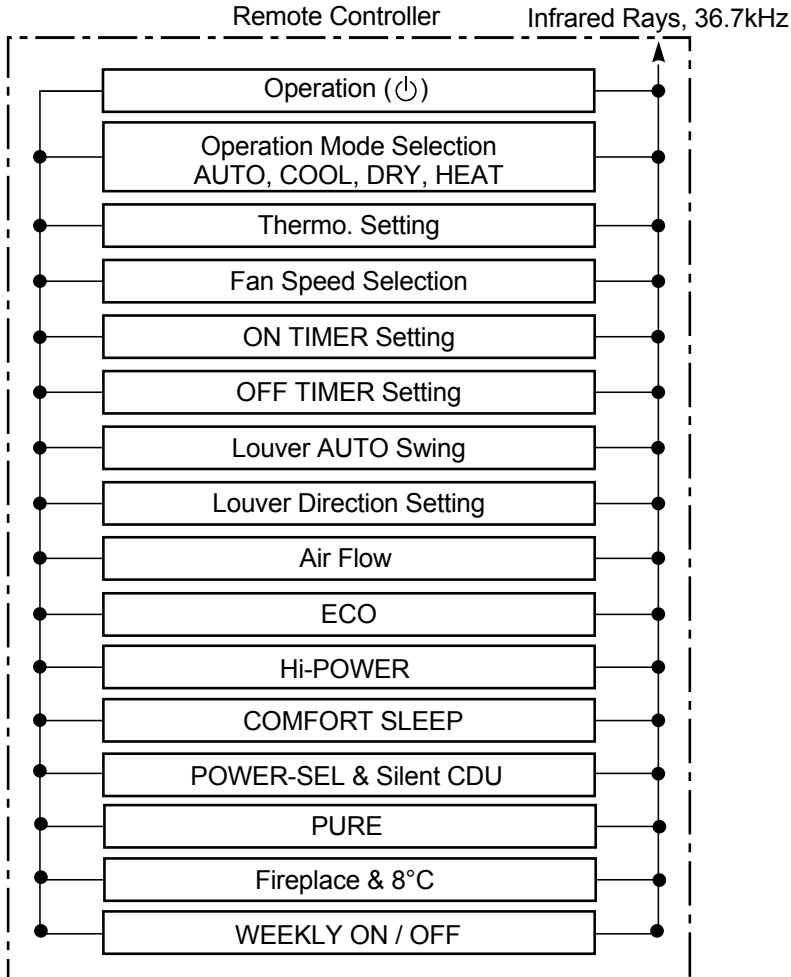 Remote Controller
Infrared Rays, 36.7kHz
Operation (⏻)
Operation Mode Selection
AUTO, COOL, DRY, HEAT
Thermo. Setting
Fan Speed Selection
ON TIMER Setting
OFF TIMER Setting
Louver AUTO Swing
Louver Direction Setting
Air Flow
ECO
Hi-POWER
COMFORT SLEEP
POWER-SEL & Silent CDU
PURE
Fireplace & 8°C
WEEKLY ON / OFF